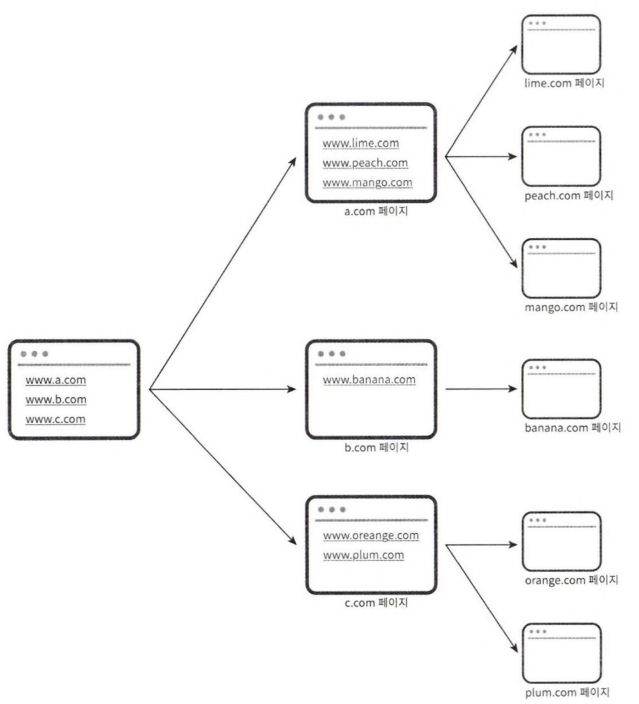 www.a.com
www.b.com
www.c.com
www.lime.com
www.peach.com
www.mango.com
a.com 페이지
www.banana.com
b.com 페이지
www.oreange.com
www.plum.com
c.com 페이지
lime.com 페이지
peach.com 페이지
mango.com 페이지
banana.com 페이지
orange.com 페이지
plum.com 페이지